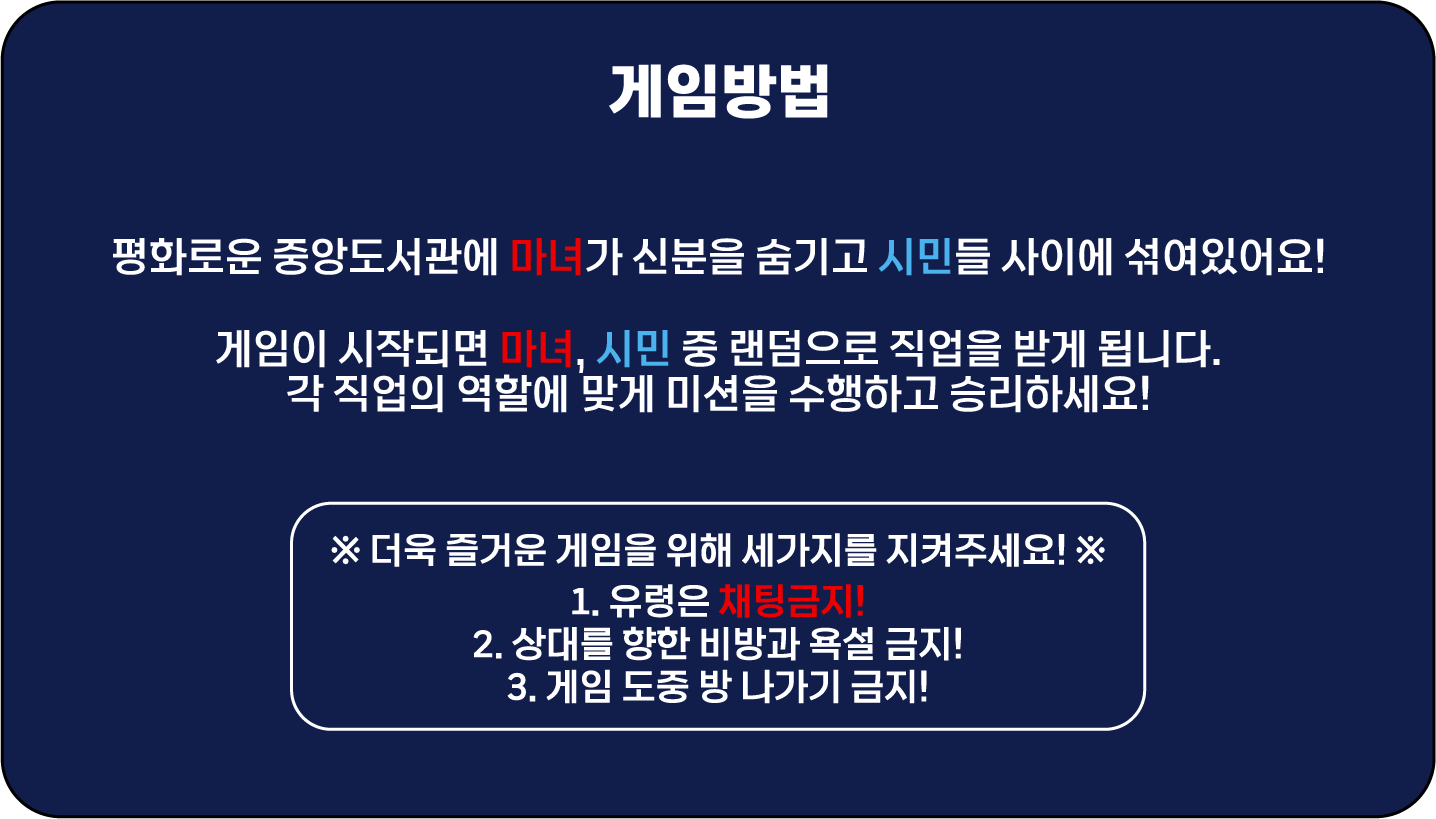 게임방법
평화로운 중앙도서관에 마녀가 신분을 숨기고 시민들 사이에 섞여있어요!
게임이 시작되면 마녀, 시민 중 랜덤으로 직업을 받게 됩니다.
각 직업의 역할에 맞게 미션을 수행하고 승리하세요!
※ 더욱 즐거운 게임을 위해 세가지를 지켜주세요! ※
1. 유령은 채팅금지!
2. 상대를 향한 비방과 욕설 금지!
3. 게임 도중 방 나가기 금지!